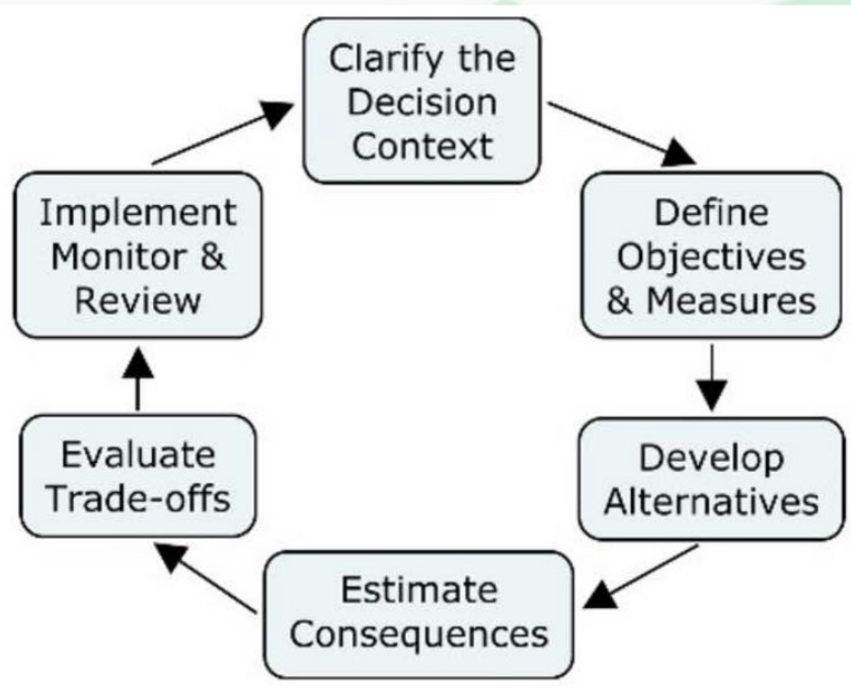 Clarify the
Decision
Context
Define
Objectives
& Measures
Develop
Alternatives
Estimate
Consequences
Evaluate
Trade-offs
Implement
Monitor &
Review